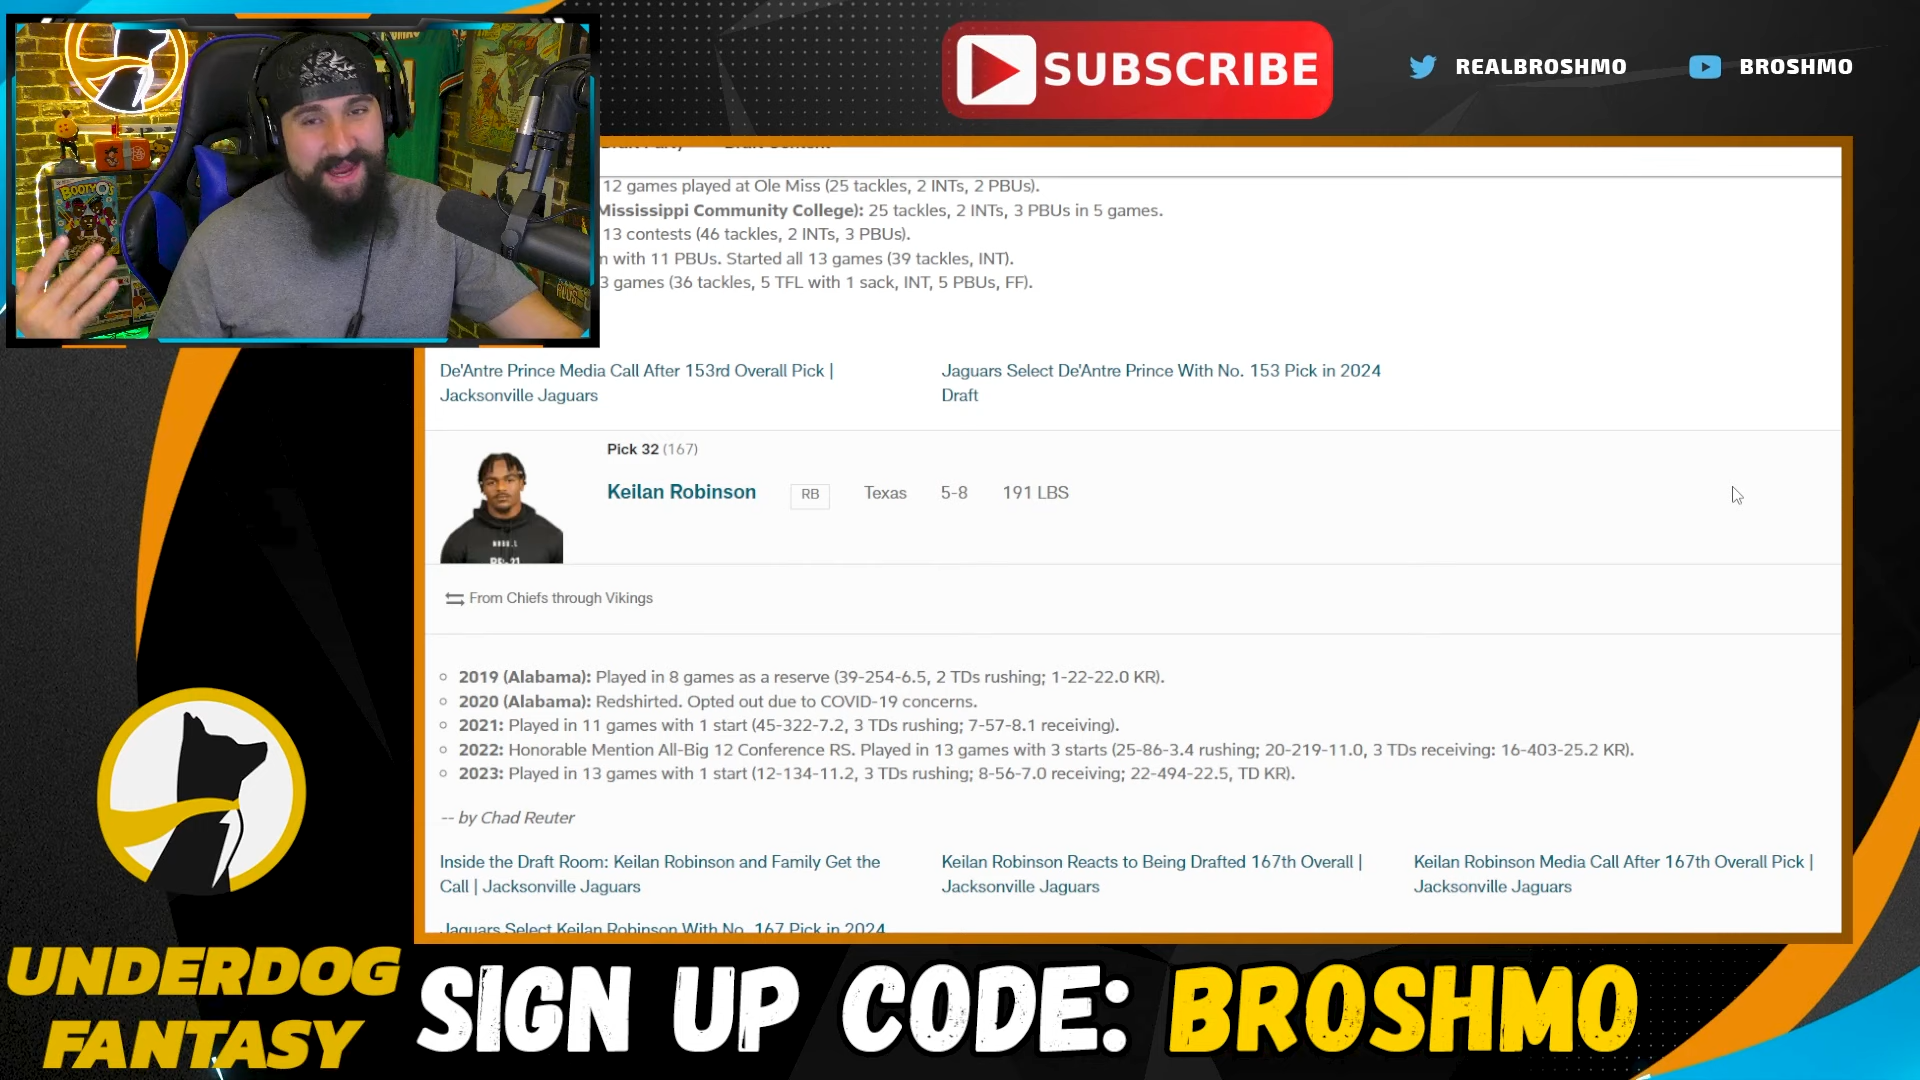 SUBSCRIBE
REALBROSHMO
BROSHMO
BOOTY O'S
12 games played at Ole Miss (25 tackles, 2 INTs, 2 PBUs).
Mississippi Community College): 25 tackles, 2 INTs, 3 PBUs in 5 games.
13 contests (46 tackles, 2 INTs, 3 PBUs).
n with 11 PBUs. Started all 13 games (39 tackles, INT).
3 games (36 tackles, 5 TFL with 1 sack, INT, 5 PBUs, FF).
De'Antre Prince Media Call After 153rd Overall Pick |
Jacksonville Jaguars
Jaguars Select De'Antre Prince With No. 153 Pick in 2024
Draft
Pick 32 (167)
Keilan Robinson RB Texas 5-8 191 LBS
From Chiefs through Vikings
2019 (Alabama): Played in 8 games as a reserve (39-254-6.5, 2 TDs rushing; 1-22-22.0 KR).
2020 (Alabama): Redshirted. Opted out due to COVID-19 concerns.
2021: Played in 11 games with 1 start (45-322-7.2, 3 TDs rushing; 7-57-8.1 receiving).
2022: Honorable Mention All-Big 12 Conference RS. Played in 13 games with 3 starts (25-86-3.4 rushing; 20-219-11.0, 3 TDs receiving: 16-403-25.2 KR).
2023: Played in 13 games with 1 start (12-134-11.2, 3 TDs rushing; 8-56-7.0 receiving; 22-494-22.5, TD KR).
-- by Chad Reuter
Inside the Draft Room: Keilan Robinson and Family Get the
Call | Jacksonville Jaguars
Keilan Robinson Reacts to Being Drafted 167th Overall |
Jacksonville Jaguars
Keilan Robinson Media Call After 167th Overall Pick |
Jacksonville Jaguars
Jaguars Select Keilan Robinson With No. 167 Pick in 2024
UNDERDOG
FANTASY
SIGN UP CODE: BROSHMO